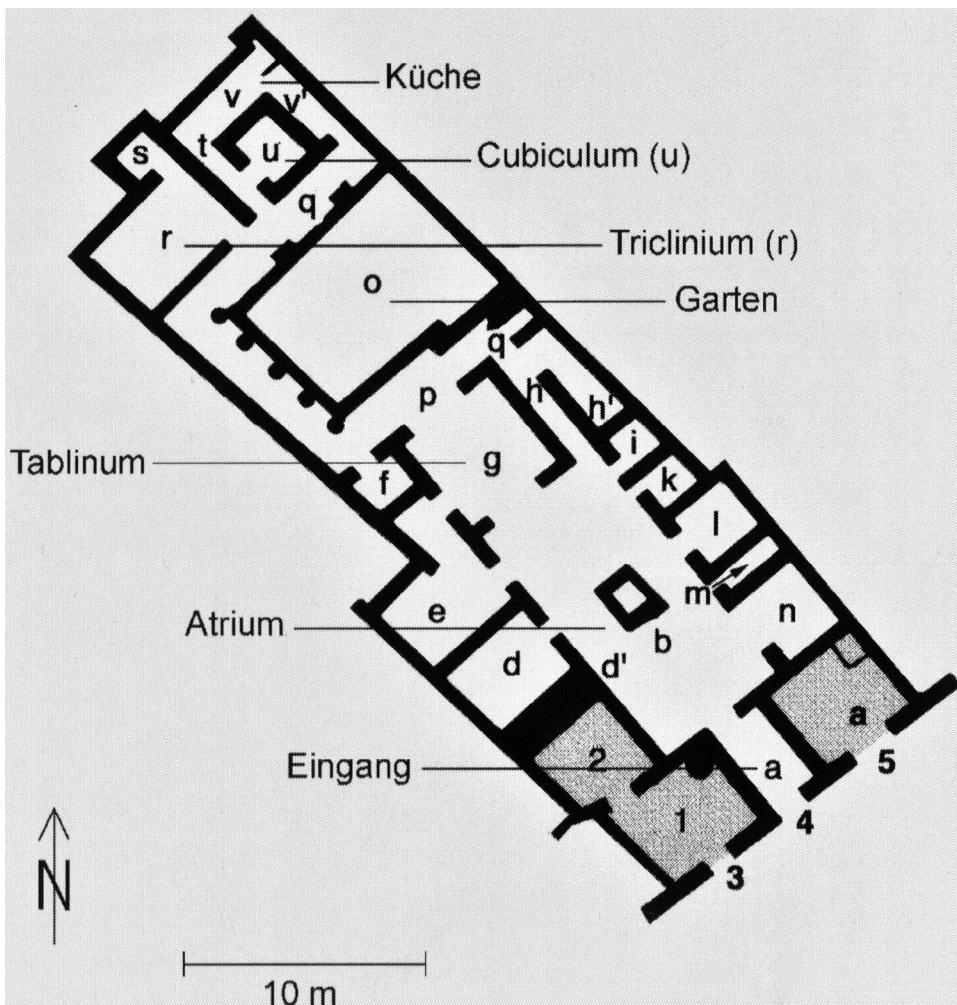 Küche
v
v'
t
u
s
Cubiculum (u)
q
r
Triclinium (r)
o
Garten
q
p
h
h'
Tablinum
g
i
f
k
l
m
n
e
Atrium
b
d
d'
a
Eingang
2
a
5
1
4
3
N
10 m